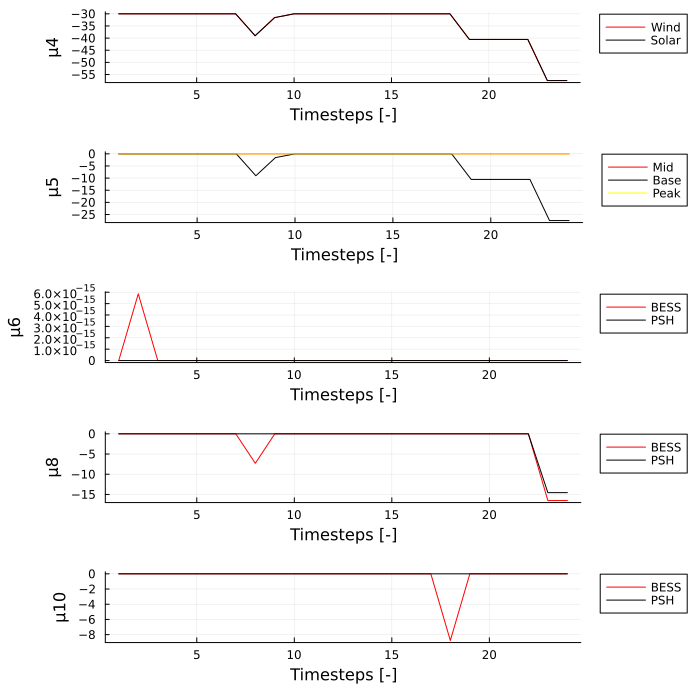 μ4
−30
−35
−40
−45
−50
−55
5
10
15
20
Timesteps [-]
Wind
Solar
μ5
0
−5
−10
−15
−20
−25
5
10
15
20
Timesteps [-]
Mid
Base
Peak
μ6
6.0×10⁻¹⁵
5.0×10⁻¹⁵
4.0×10⁻¹⁵
3.0×10⁻¹⁵
2.0×10⁻¹⁵
1.0×10⁻¹⁵
0
5
10
15
20
Timesteps [-]
BESS
PSH
μ8
0
−5
−10
−15
5
10
15
20
Timesteps [-]
BESS
PSH
μ10
0
−2
−4
−6
−8
5
10
15
20
Timesteps [-]
BESS
PSH